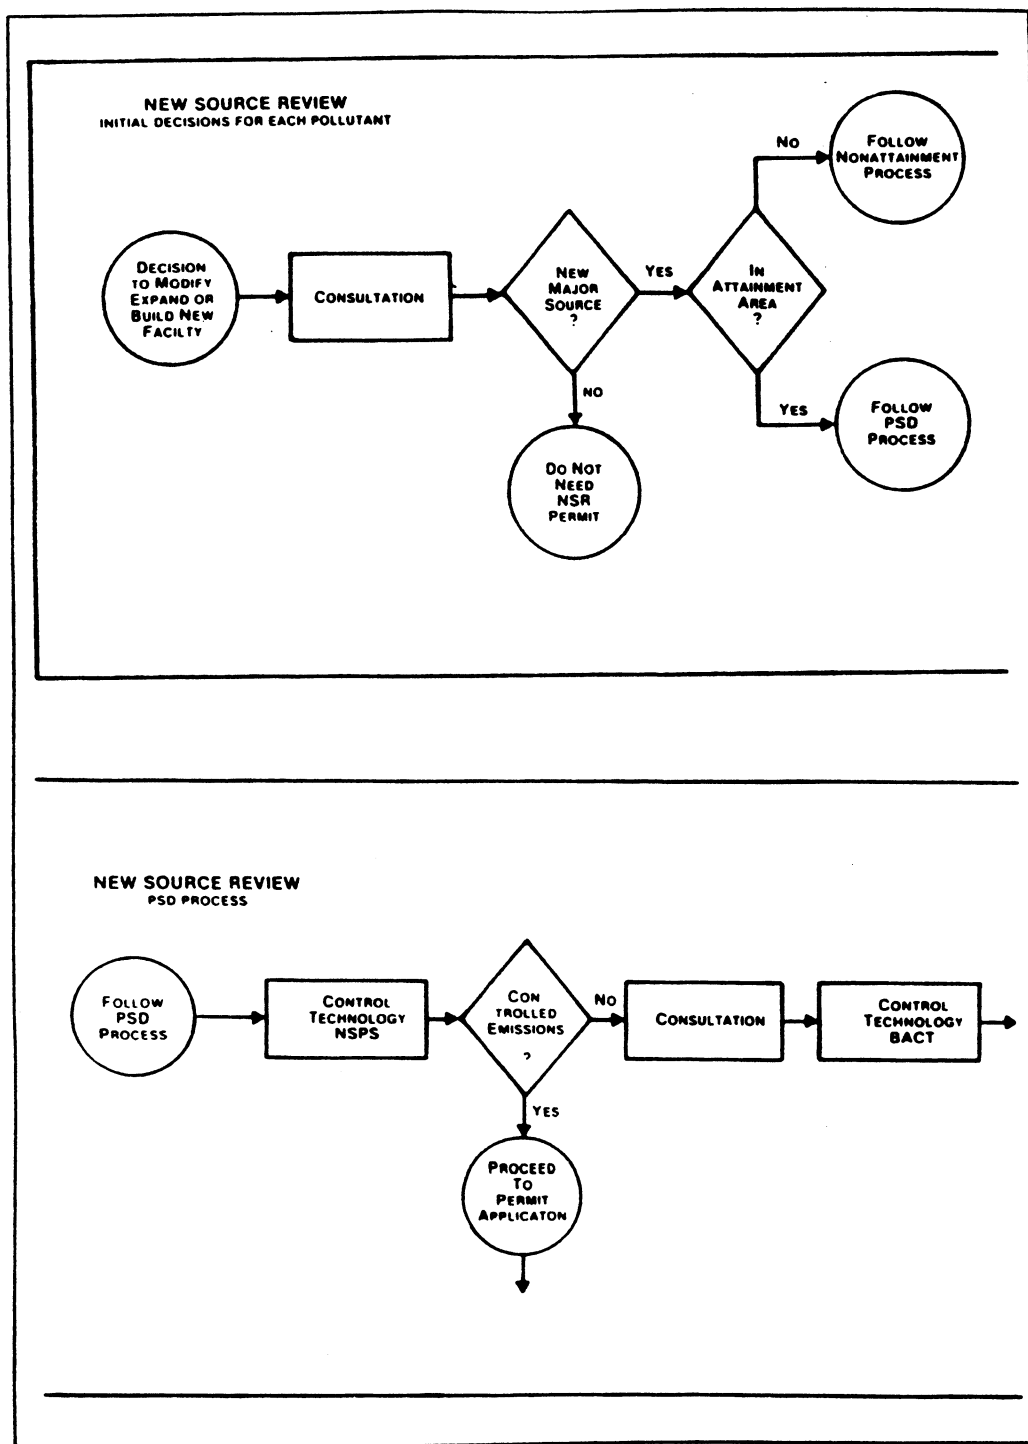 NEW SOURCE REVIEW
INITIAL DECISIONS FOR EACH POLLUTANT
DECISION
TO MODIFY
EXPAND OR
BUILD NEW
FACILTY
CONSULTATION
NEW
MAJOR
SOURCE
?
YES
NO
DO NOT
NEED
NSR
PERMIT
IN
ATTAINMENT
AREA
?
NO
FOLLOW
NONATTAINMENT
PROCESS
YES
FOLLOW
PSD
PROCESS
NEW SOURCE REVIEW
PSD PROCESS
FOLLOW
PSD
PROCESS
CONTROL
TECHNOLOGY
NSPS
CON
TROLLED
EMISSIONS
?
NO
CONSULTATION
CONTROL
TECHNOLOGY
BACT
YES
PROCEED
TO
PERMIT
APPLICATON